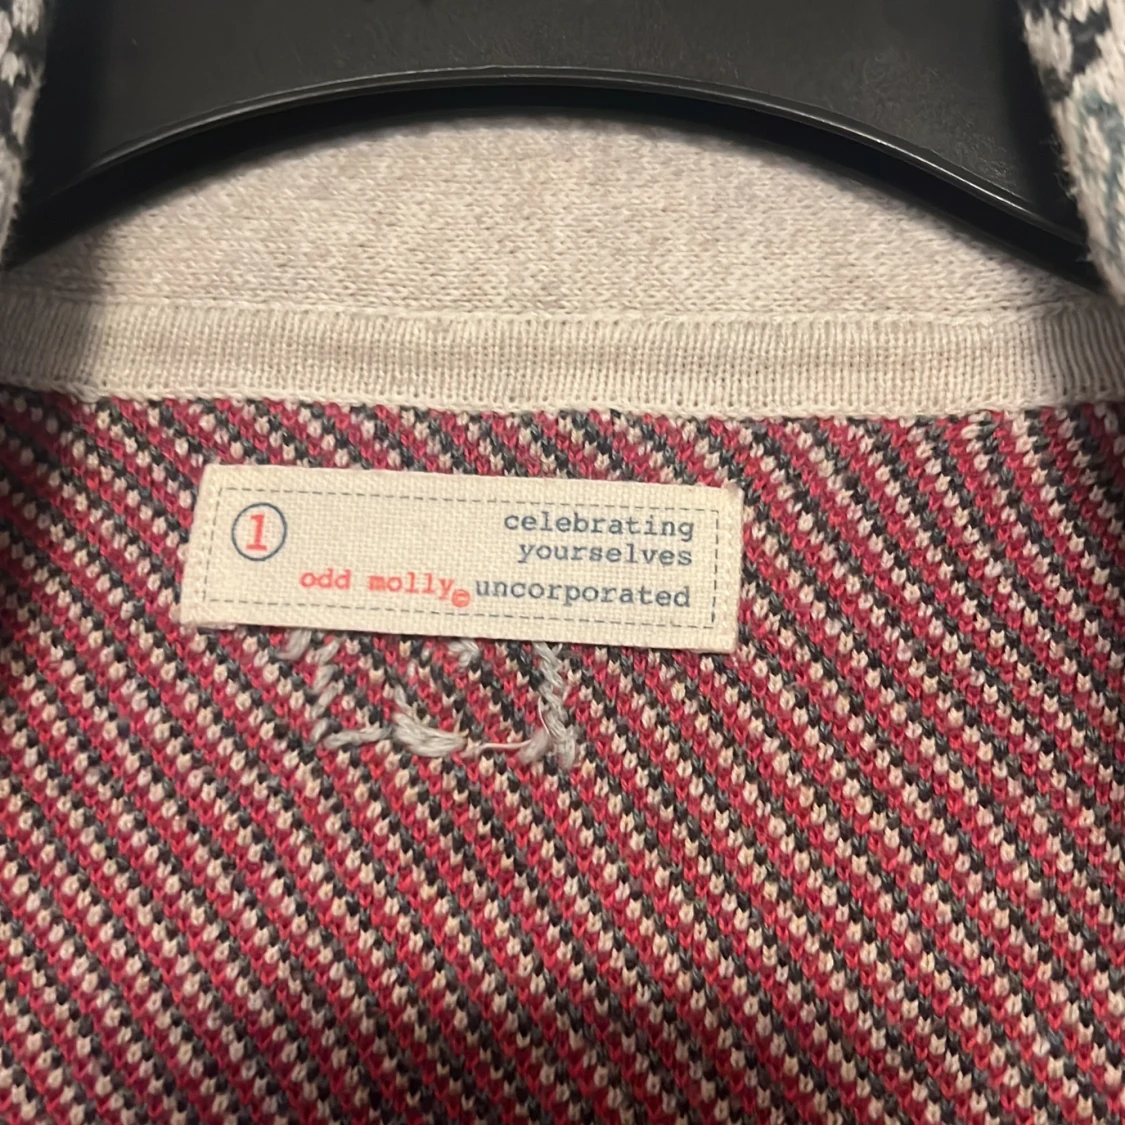 1
celebrating
yourselves
odd molly© uncorporated